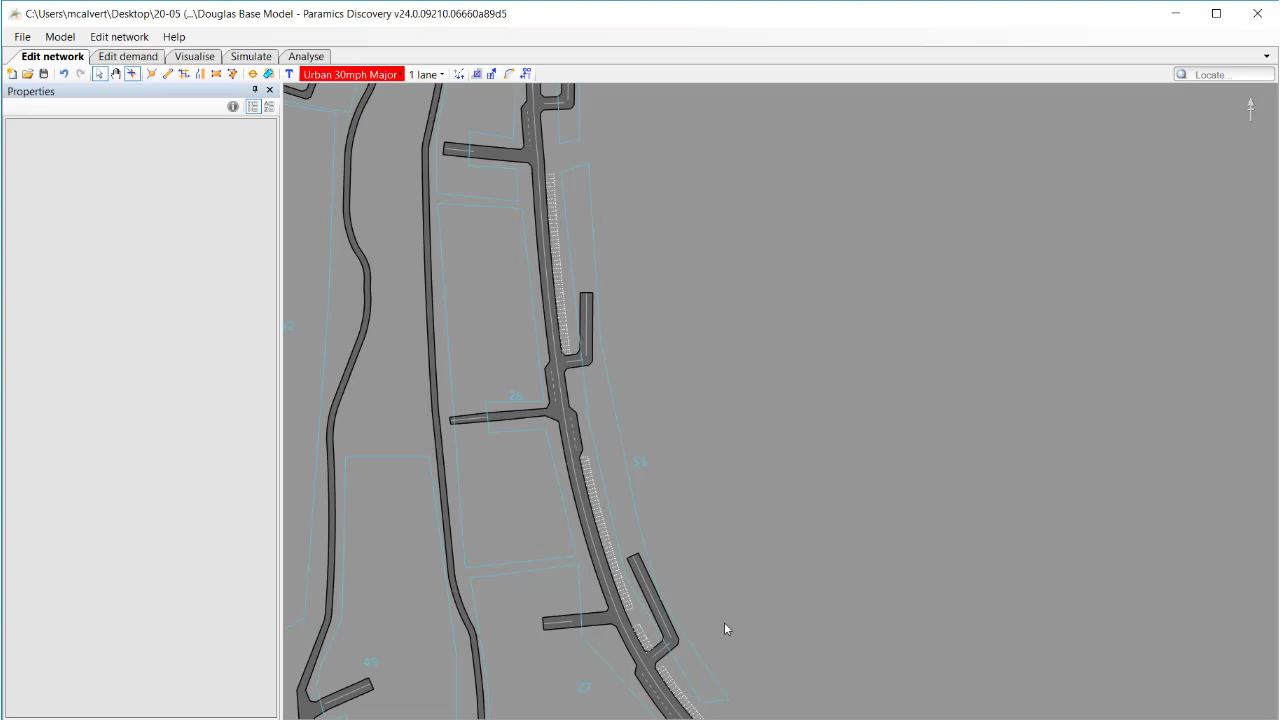 C:\Users\mcalvert\Desktop\20-05 (...\Douglas Base Model - Paramics Discovery v24.0.09210.06660a89d5
File Model Edit network Help
Edit network Edit demand Visualise Simulate Analyse
T Urban 30mph Major 1 lane Locate...
Properties
26
51
49
27